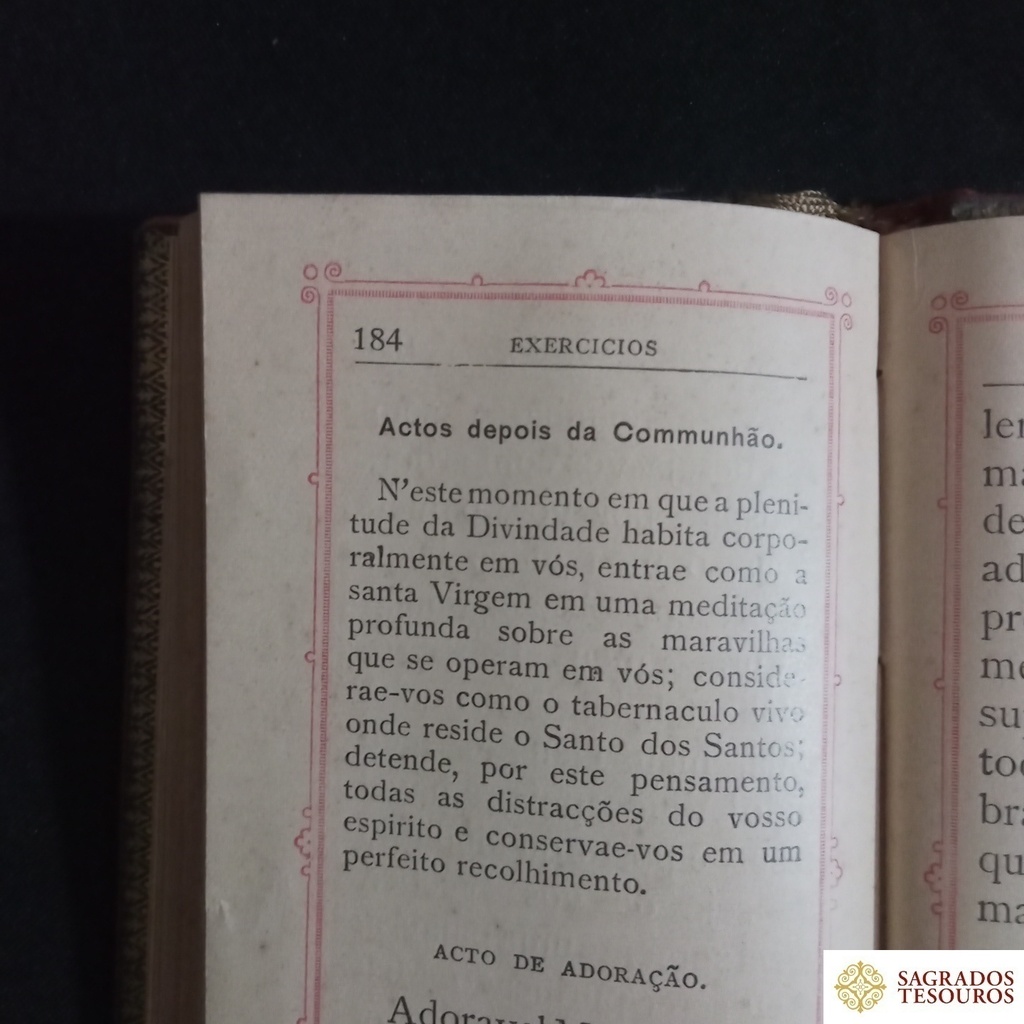 184 EXERCICIOS
Actos depois da Communhão.
N'este momento em que a pleni-
tude da Divindade habita corpo-
ralmente em vós, entrae como a
santa Virgem em uma meditação
profunda sobre as maravilhas
que se operam em vós; conside-
rae-vos como o tabernaculo vivo
onde reside o Santo dos Santos;
detende, por este pensamento,
todas as distracções do vosso
espirito e conservae-vos em um
perfeito recolhimento.
ACTO DE ADORAÇÃO.
SAGRADOS
TESOUROS